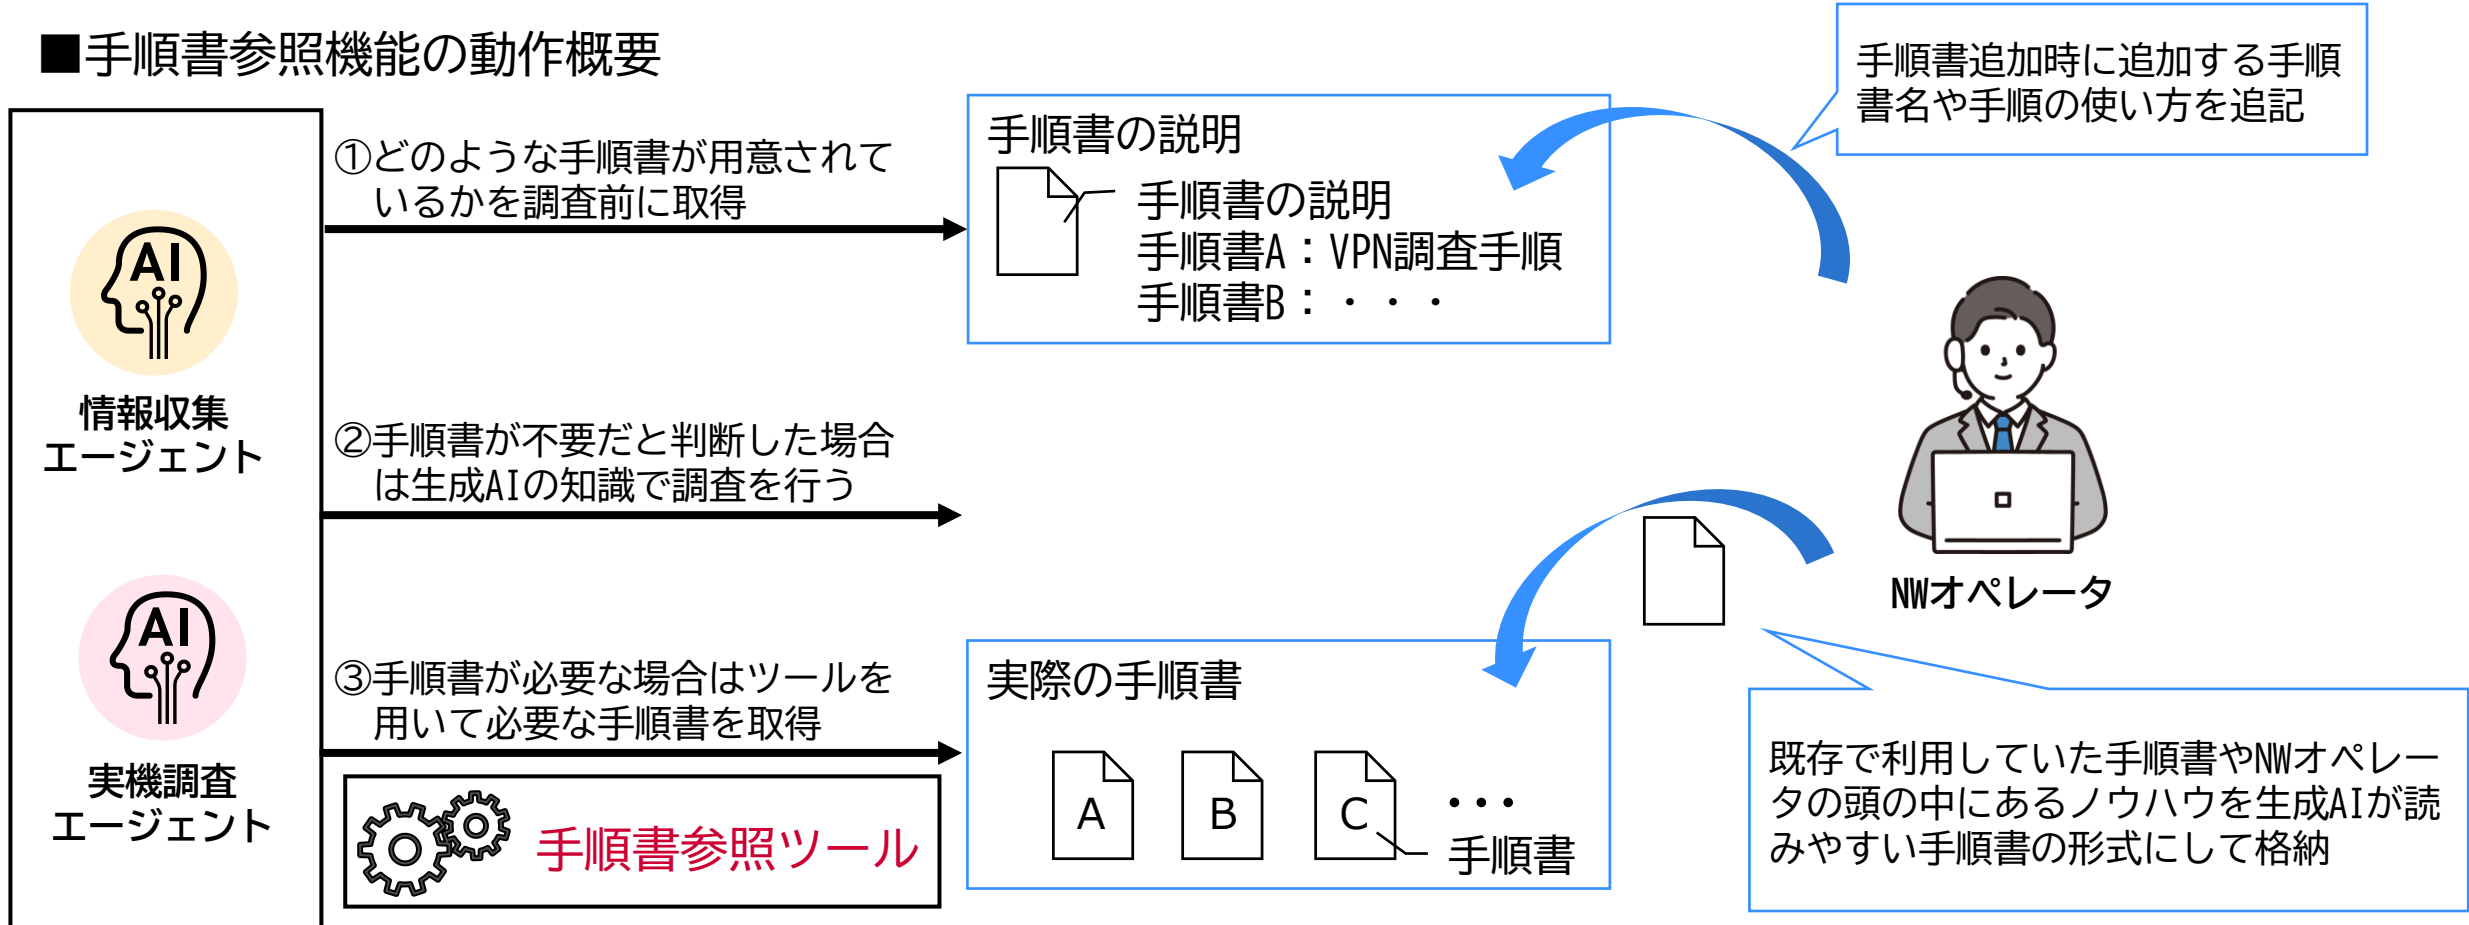 ■手順書参照機能の動作概要
AI
情報収集
エージェント
AI
実機調査
エージェント
①どのような手順書が用意されて
いるかを調査前に取得
②手順書が不要だと判断した場合
は生成AIの知識で調査を行う
③手順書が必要な場合はツールを
用いて必要な手順書を取得
手順書参照ツール
手順書の説明
手順書の説明
手順書A：VPN調査手順
手順書B：・・・
実際の手順書
A B C ・・・
手順書
手順書追加時に追加する手順
書名や手順の使い方を追記
NWオペレータ
既存で利用していた手順書やNWオペレー
タの頭の中にあるノウハウを生成AIが読
みやすい手順書の形式にして格納